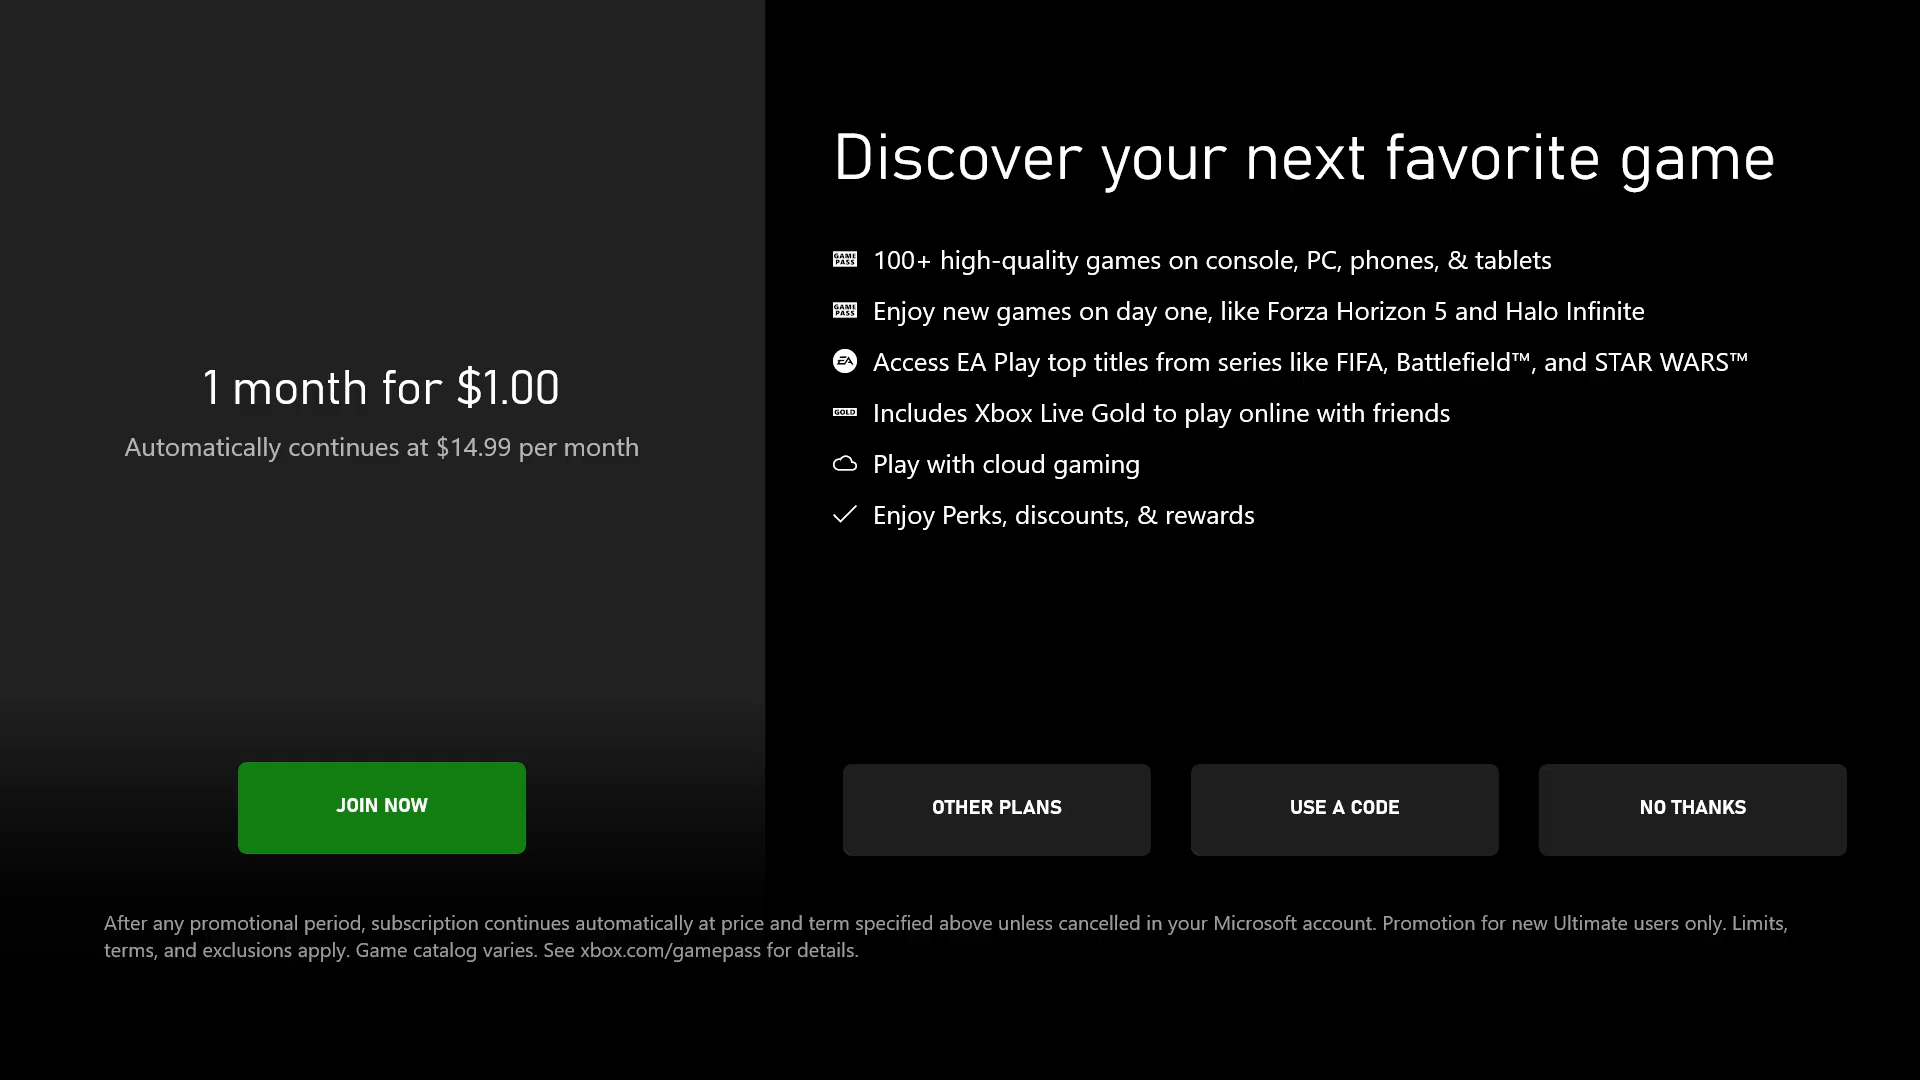 1 month for $1.00
Automatically continues at $14.99 per month
JOIN NOW
Discover your next favorite game
GAME PASS 100+ high-quality games on console, PC, phones, & tablets
GAME PASS Enjoy new games on day one, like Forza Horizon 5 and Halo Infinite
EA Access EA Play top titles from series like FIFA, Battlefield™, and STAR WARS™
GOLD Includes Xbox Live Gold to play online with friends
Play with cloud gaming
Enjoy Perks, discounts, & rewards
OTHER PLANS
USE A CODE
NO THANKS
After any promotional period, subscription continues automatically at price and term specified above unless cancelled in your Microsoft account. Promotion for new Ultimate users only. Limits,
terms, and exclusions apply. Game catalog varies. See xbox.com/gamepass for details.